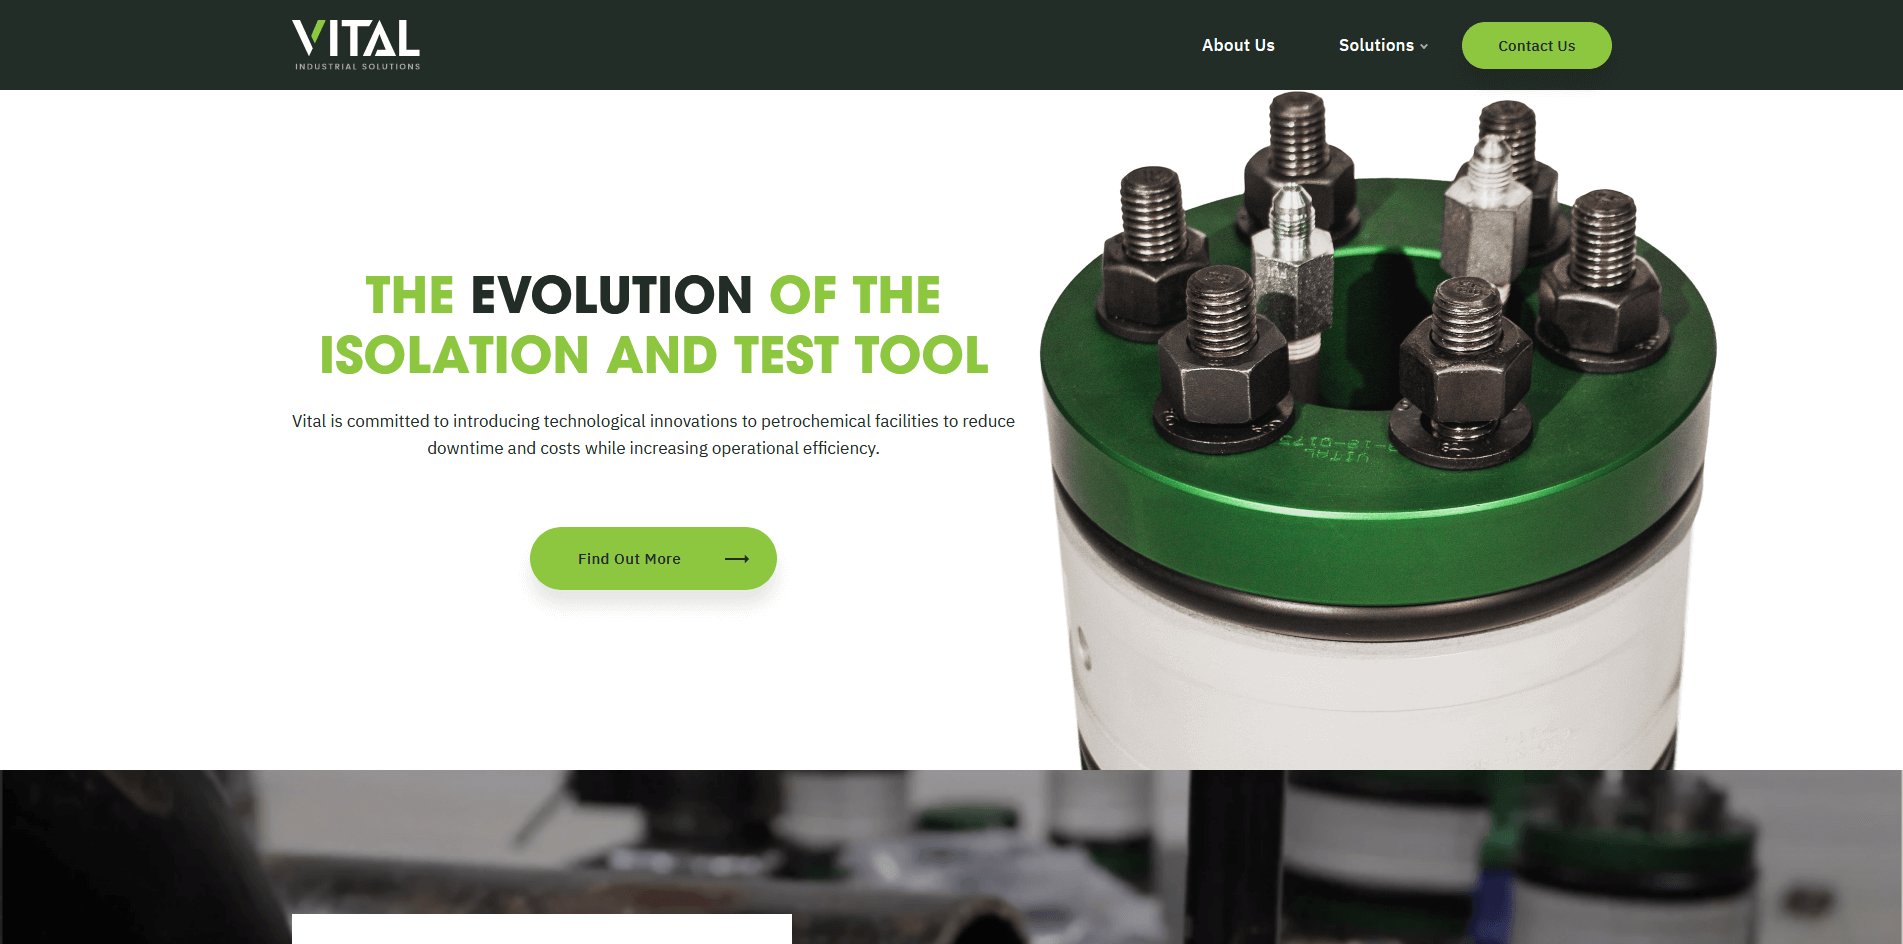 VITAL
INDUSTRIAL SOLUTIONS
About Us
Solutions
Contact Us
THE EVOLUTION OF THE
ISOLATION AND TEST TOOL
Vital is committed to introducing technological innovations to petrochemical facilities to reduce
downtime and costs while increasing operational efficiency.
Find Out More
VITAL